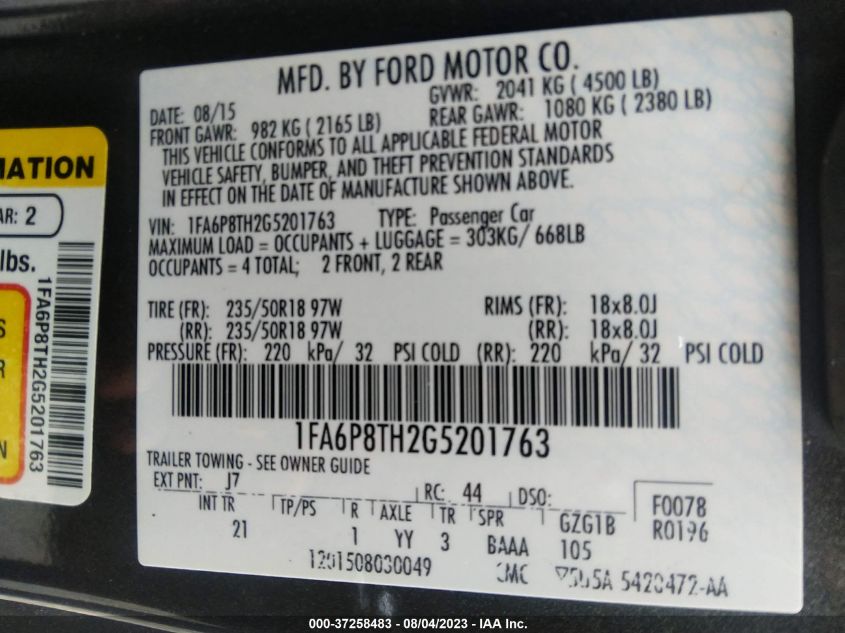 MFD. BY FORD MOTOR CO.
DATE: 08/15 GVWR: 2041 KG ( 4500 LB)
FRONT GAWR: 982 KG ( 2165 LB) REAR GAWR: 1080 KG ( 2380 LB)
THIS VEHICLE CONFORMS TO ALL APPLICABLE FEDERAL MOTOR
VEHICLE SAFETY, BUMPER, AND THEFT PREVENTION STANDARDS
IN EFFECT ON THE DATE OF MANUFACTURE SHOWN ABOVE.
VIN: 1FA6P8TH2G5201763 TYPE: Passenger Car
MAXIMUM LOAD = OCCUPANTS + LUGGAGE = 303KG/ 668LB
OCCUPANTS = 4 TOTAL; 2 FRONT, 2 REAR
TIRE (FR): 235/50R18 97W RIMS (FR): 18x8.0J
(RR): 235/50R18 97W (RR): 18x8.0J
PRESSURE (FR): 220 kPa/ 32 PSI COLD (RR): 220 kPa/ 32 PSI COLD
1FA6P8TH2G5201763
TRAILER TOWING - SEE OWNER GUIDE
EXT PNT: J7 RC: 44 DSO: F0078
INT TR TP/PS R AXLE TR SPR GZG1B R0196
21 1 YY 3 BAAA 105
1201508030049 5420472-AA
MATION
AR: 2
lbs.
S
R
N
1FA6P8TH2G5201763
000-37258483 - 08/04/2023 - IAA Inc.